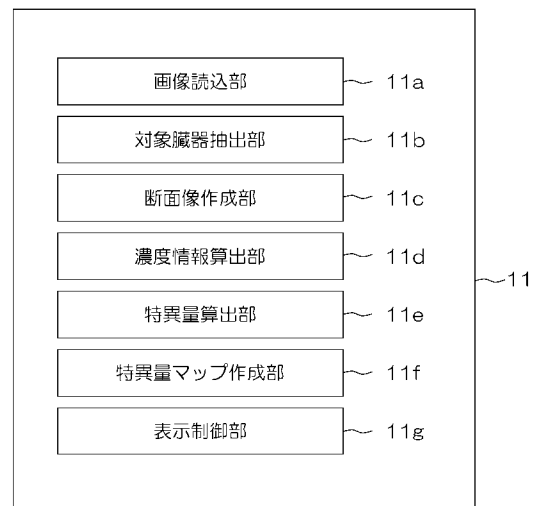 画像読込部 11a
対象臓器抽出部 11b
断面像作成部 11c
濃度情報算出部 11d
11
特異量算出部 11e
特異量マップ作成部 11f
表示制御部 11g